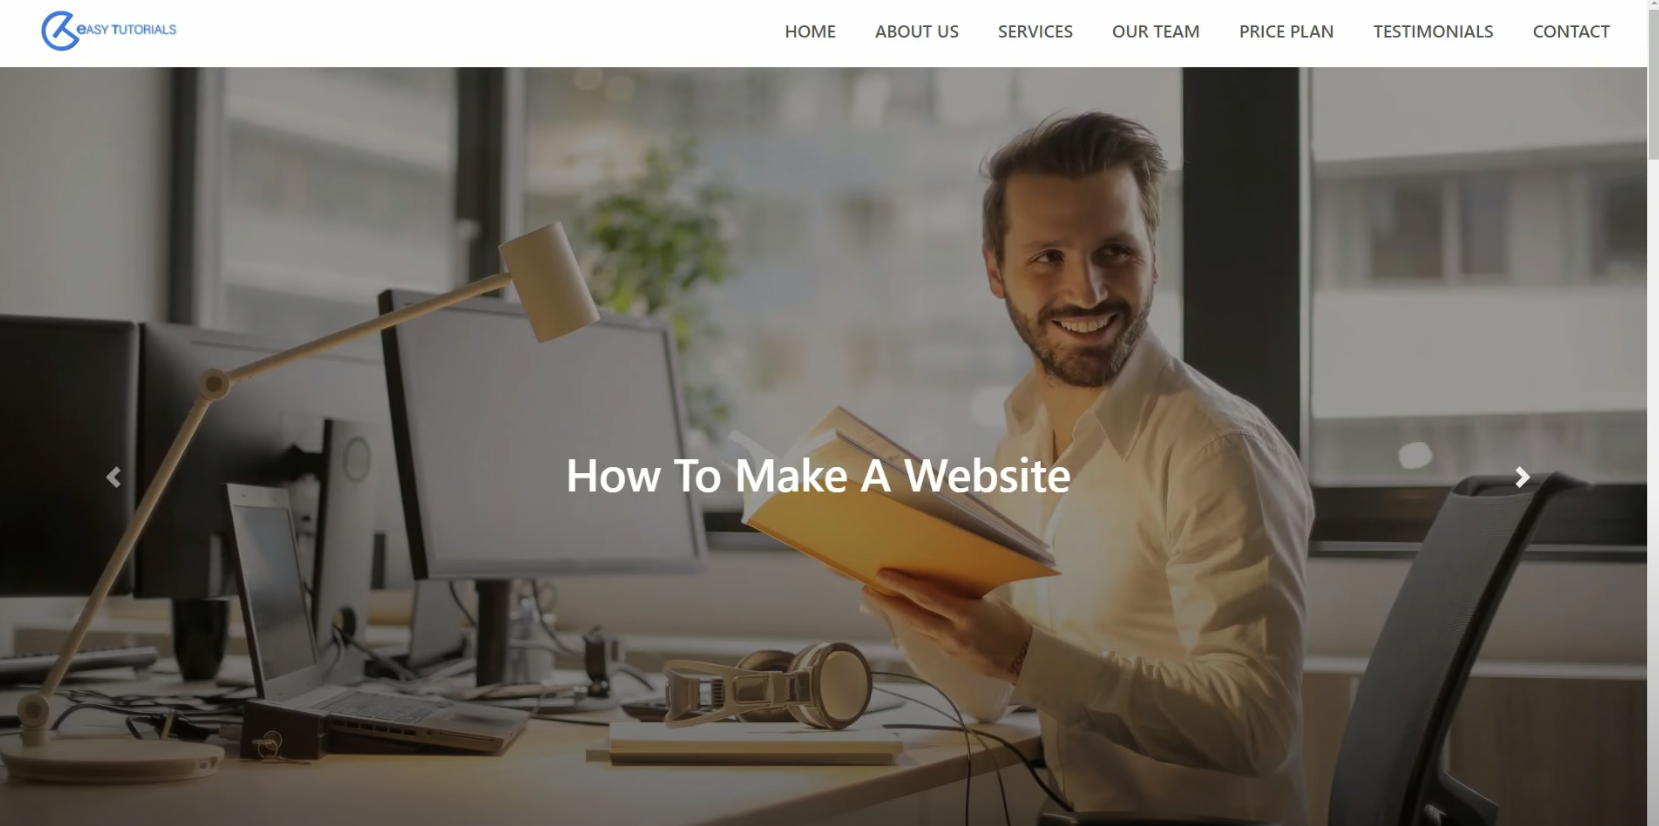 eASY TUTORIALS
HOME ABOUT US SERVICES OUR TEAM PRICE PLAN TESTIMONIALS CONTACT
How To Make A Website